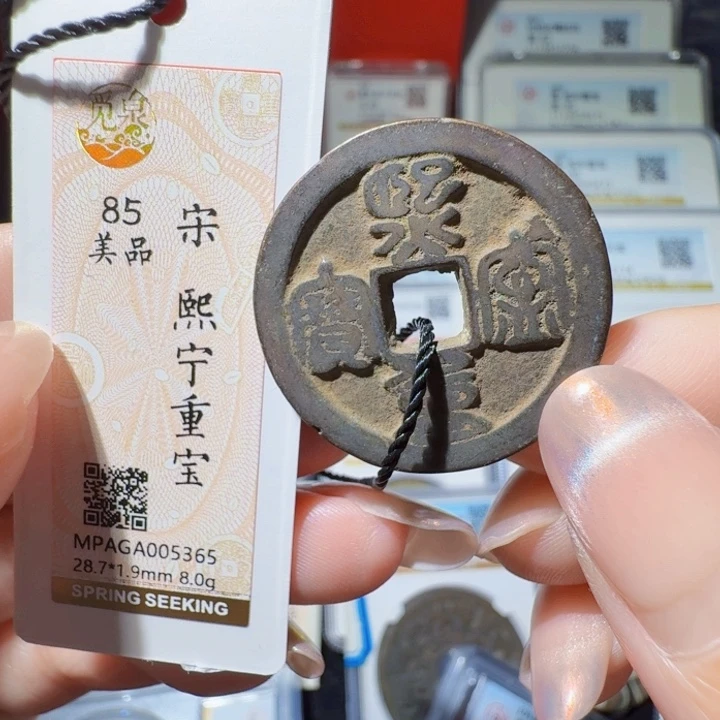 觅泉
85
美品
宋 熙宁重宝
MPAGA005365
28.7*1.9mm 8.0g
SPRING SEEKING
熙寧重寶